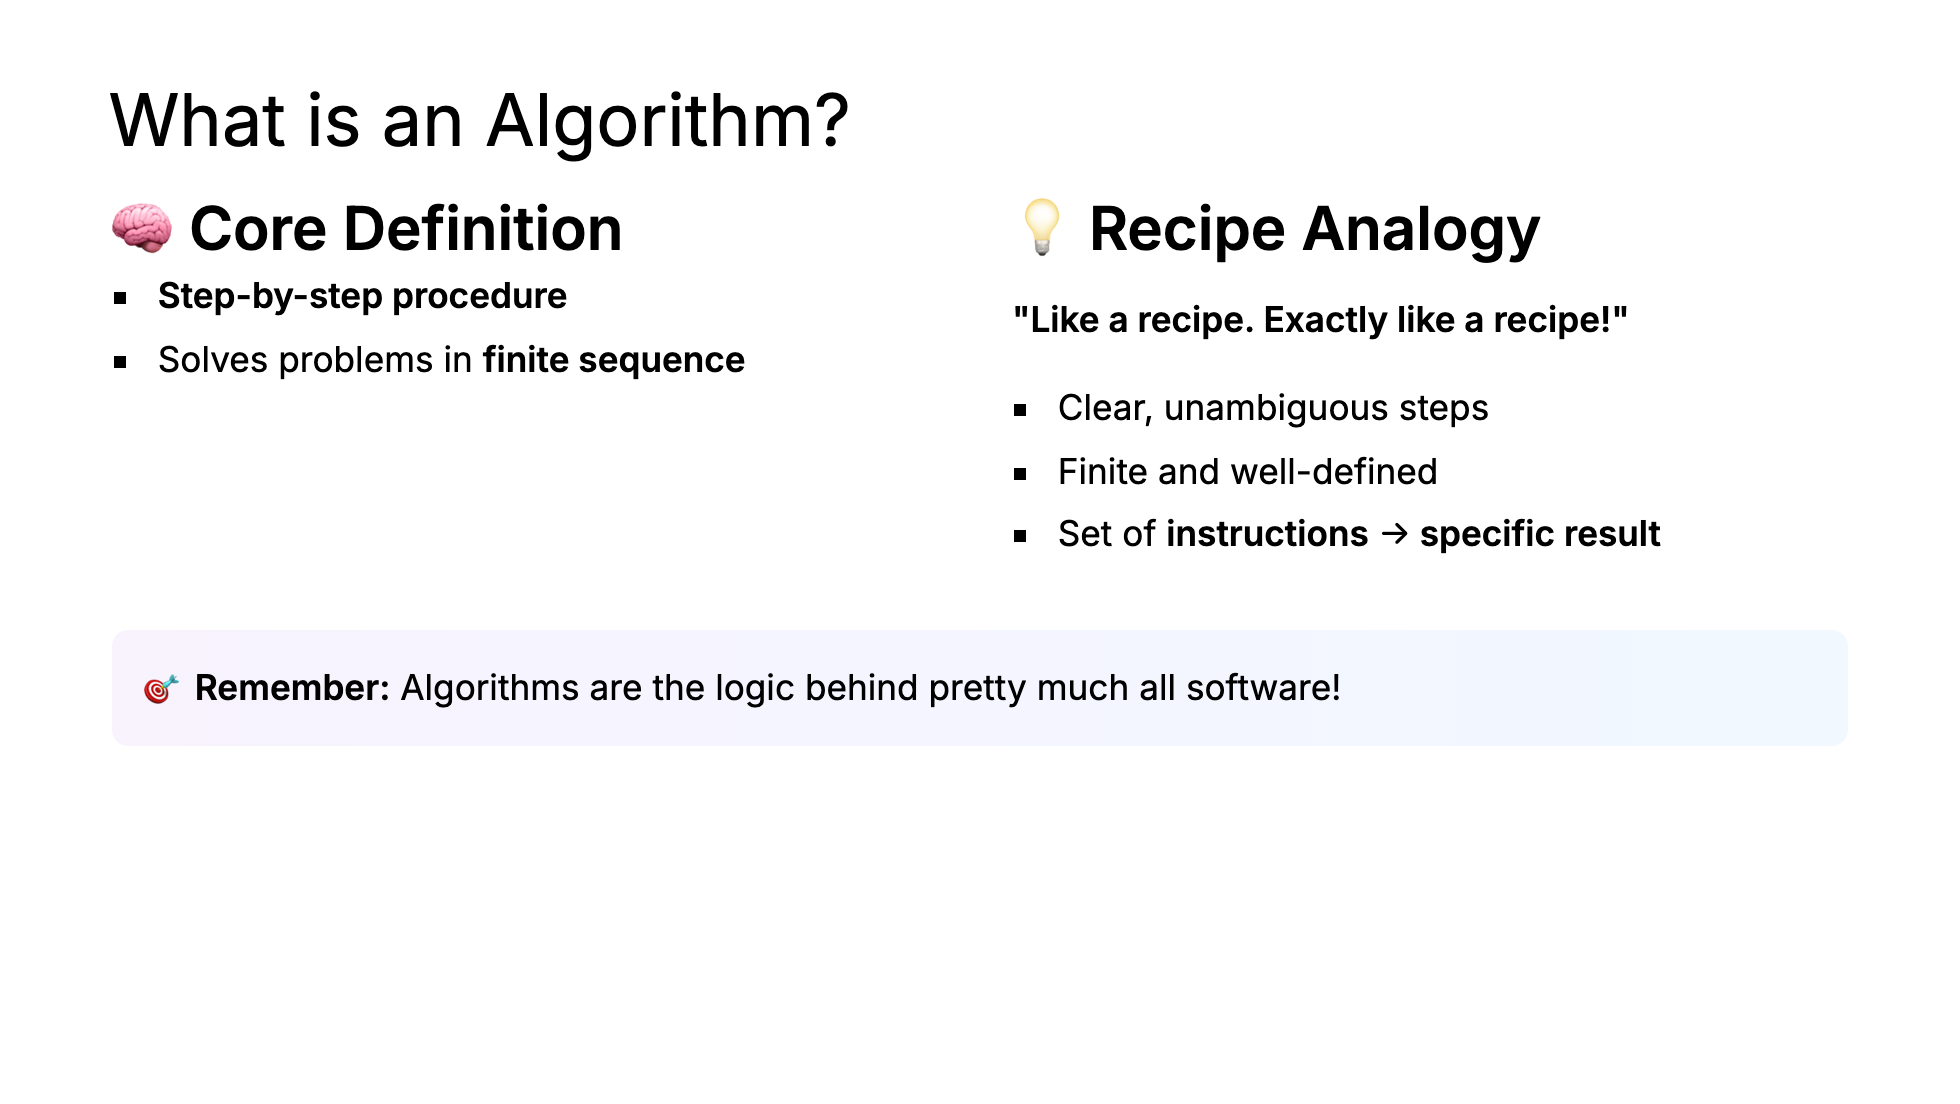 What is an Algorithm?
🧠 Core Definition
▪ Step-by-step procedure
▪ Solves problems in finite sequence
💡 Recipe Analogy
"Like a recipe. Exactly like a recipe!"
▪ Clear, unambiguous steps
▪ Finite and well-defined
▪ Set of instructions → specific result
🎯 Remember: Algorithms are the logic behind pretty much all software!